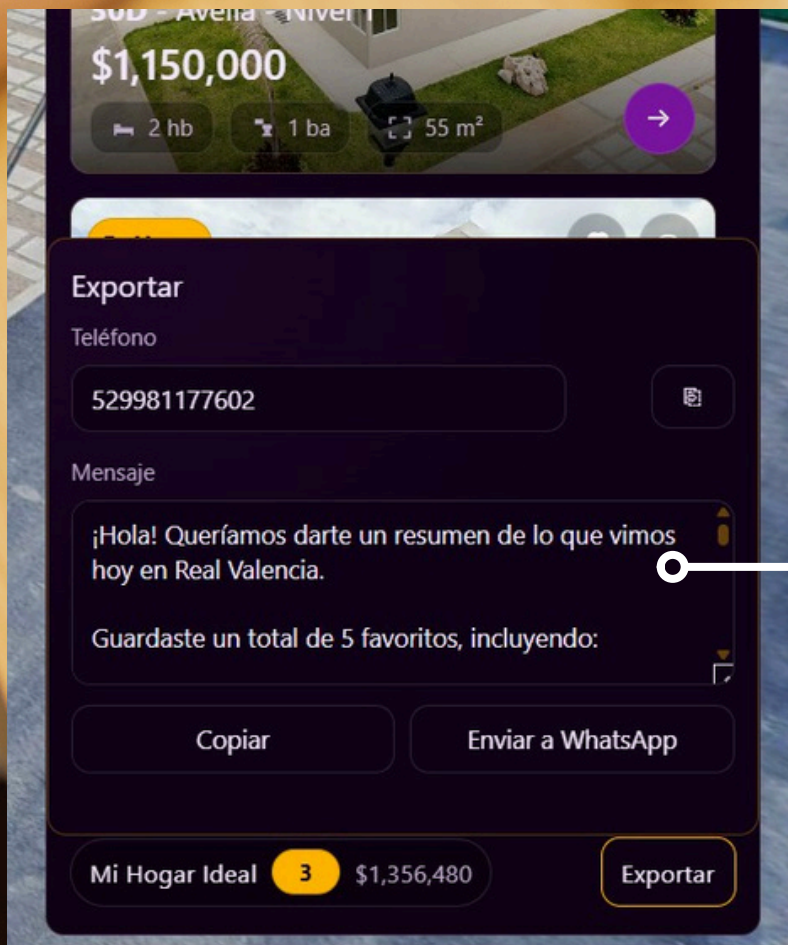 $1,150,000
2 hb
1 ba
55 m²
Exportar
Teléfono
529981177602
Mensaje
¡Hola! Queríamos darte un resumen de lo que vimos
hoy en Real Valencia.
Guardaste un total de 5 favoritos, incluyendo:
Copiar
Enviar a WhatsApp
Mi Hogar Ideal 3 $1,356,480
Exportar